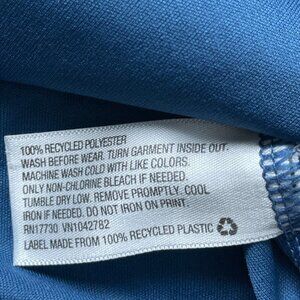 100% RECYCLED POLYESTER
WASH BEFORE WEAR. TURN GARMENT INSIDE OUT.
MACHINE WASH COLD WITH LIKE COLORS.
ONLY NON-CHLORINE BLEACH IF NEEDED.
TUMBLE DRY LOW. REMOVE PROMPTLY. COOL
IRON IF NEEDED. DO NOT IRON ON PRINT.
RN17730 VN1042782
LABEL MADE FROM 100% RECYCLED PLASTIC